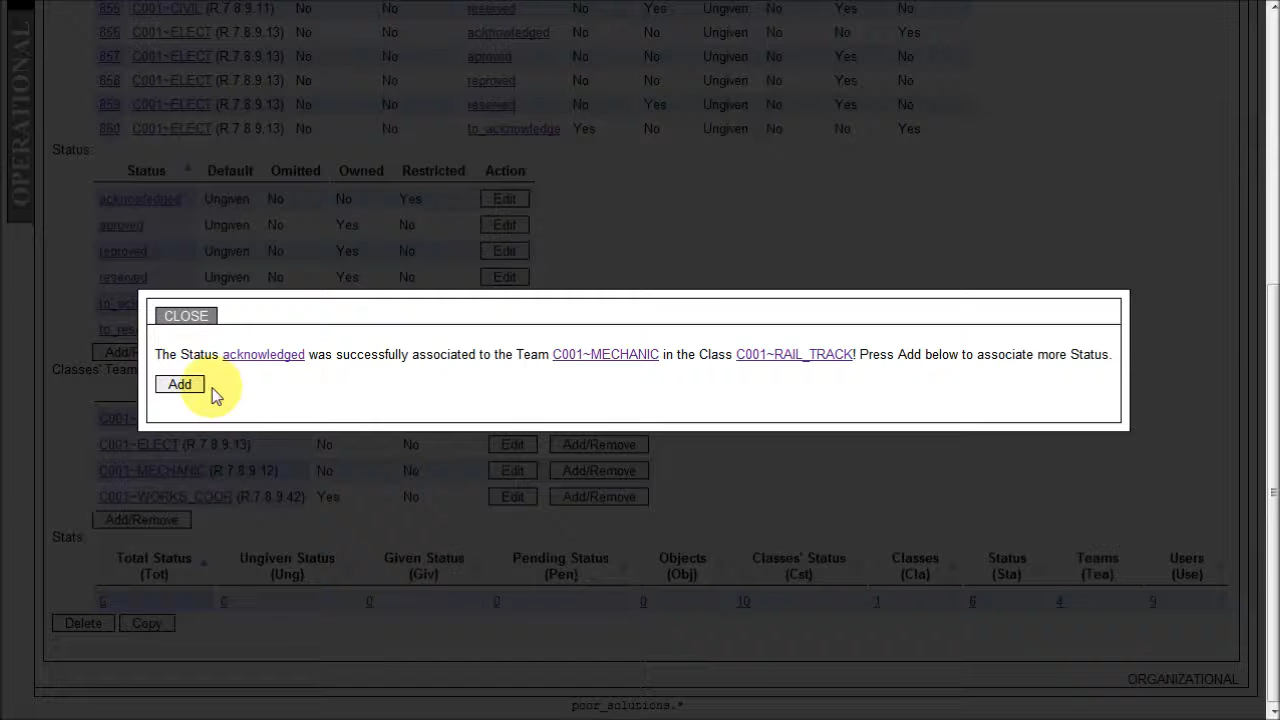 OPERATIONAL
856 C001~CIVIL (R.7.8.9.11) No No reserved No Yes Ungiven No Yes No
866 C001~ELECT (R.7.8.9.13) No No acknowledged No No Ungiven No No Yes
857 C001~ELECT (R.7.8.9.13) No No aproved No No Ungiven No Yes No
858 C001~ELECT (R.7.8.9.13) No No reproved No No Ungiven No Yes No
859 C001~ELECT (R.7.8.9.13) No No reserved No Yes Ungiven No Yes No
860 C001~ELECT (R.7.8.9.13) No No to_acknowledge Yes No Ungiven No No Yes
Status:
Status Default Omitted Owned Restricted Action
acknowledged Ungiven No No Yes Edit
aproved Ungiven No Yes No Edit
reproved Ungiven No Yes No Edit
reserved Ungiven No Yes No Edit
CLOSE
The Status acknowledged was successfully associated to the Team C001~MECHANIC in the Class C001~RAIL_TRACK! Press Add below to associate more Status.
Add
Classes' Team
C001~ELECT (R.7.8.9.13) No No Edit Add/Remove
C001~MECHANIC (R.7.8.9.12) No No Edit Add/Remove
C001~WORKS_COOR (R.7.8.9.42) Yes No Edit Add/Remove
Add/Remove
Stats:
Total Status Ungiven Status Given Status Pending Status Objects Classes' Status Classes Status Teams Users
(Tot) (Ung) (Giv) (Pen) (Obj) (Cst) (Cla) (Sta) (Tea) (Use)
6 6 0 0 0 10 1 6 4 9
Delete Copy
ORGANIZATIONAL
poor_solutions.*